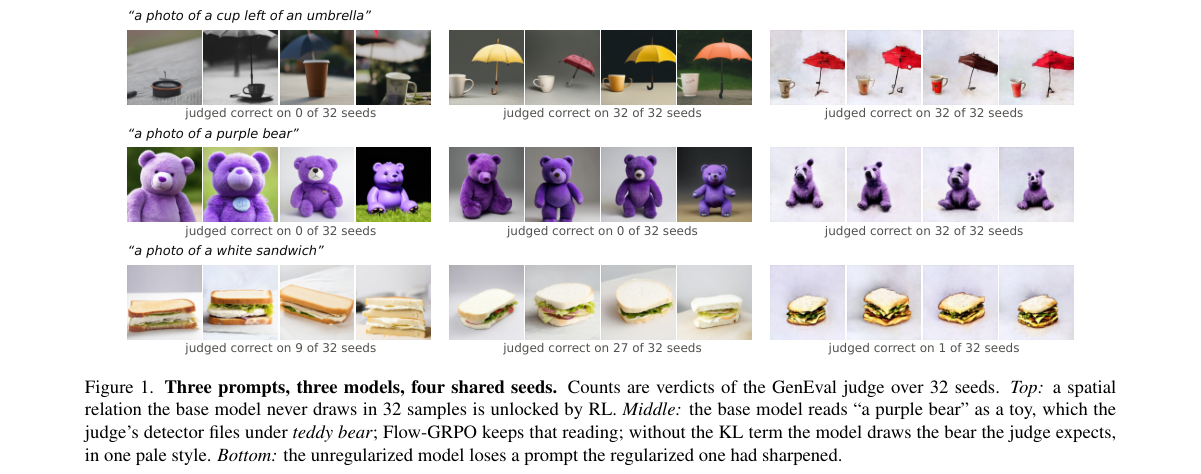 “a photo of a cup left of an umbrella”
judged correct on 0 of 32 seeds
judged correct on 32 of 32 seeds
judged correct on 32 of 32 seeds
“a photo of a purple bear”
judged correct on 0 of 32 seeds
judged correct on 0 of 32 seeds
judged correct on 32 of 32 seeds
“a photo of a white sandwich”
judged correct on 9 of 32 seeds
judged correct on 27 of 32 seeds
judged correct on 1 of 32 seeds
Figure 1. Three prompts, three models, four shared seeds. Counts are verdicts of the GenEval judge over 32 seeds. Top: a spatial
relation the base model never draws in 32 samples is unlocked by RL. Middle: the base model reads “a purple bear” as a toy, which the
judge’s detector files under teddy bear; Flow-GRPO keeps that reading; without the KL term the model draws the bear the judge expects,
in one pale style. Bottom: the unregularized model loses a prompt the regularized one had sharpened.